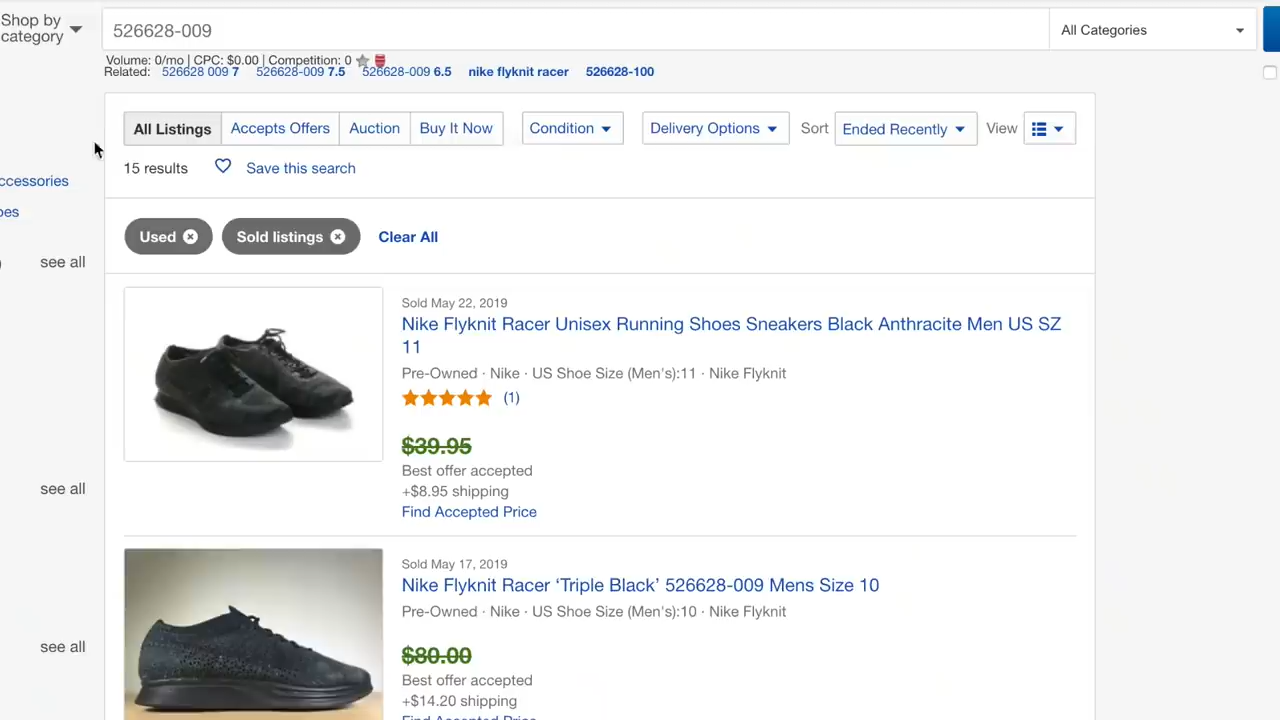 Shop by
category
526628-009
All Categories
Volume: 0/mo | CPC: $0.00 | Competition: 0
Related: 526628 009 7 526628-009 7.5 526628-009 6.5 nike flyknit racer 526628-100
All Listings Accepts Offers Auction Buy It Now Condition Delivery Options Sort Ended Recently View
15 results Save this search
ccessories
oes
Used Sold listings Clear All
see all
Sold May 22, 2019
Nike Flyknit Racer Unisex Running Shoes Sneakers Black Anthracite Men US SZ
11
Pre-Owned · Nike · US Shoe Size (Men's):11 · Nike Flyknit
(1)
$39.95
Best offer accepted
+$8.95 shipping
see all
Find Accepted Price
Sold May 17, 2019
Nike Flyknit Racer ‘Triple Black’ 526628-009 Mens Size 10
Pre-Owned · Nike · US Shoe Size (Men's):10 · Nike Flyknit
see all
$80.00
Best offer accepted
+$14.20 shipping
Find Accepted Price